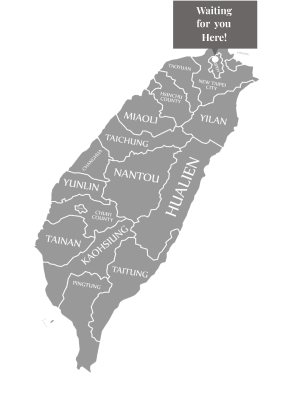 Waiting
for you
Here!
TAOYUAN
NEW TAIPEI
CITY
HSINCHU
COUNTY
MIAOLI
YILAN
TAICHUNG
CHANGHUA
NANTOU
HUALIEN
YUNLIN
CHIAYI
COUNTY
TAINAN
KAOHSIUNG
TAITUNG
PINGTUNG